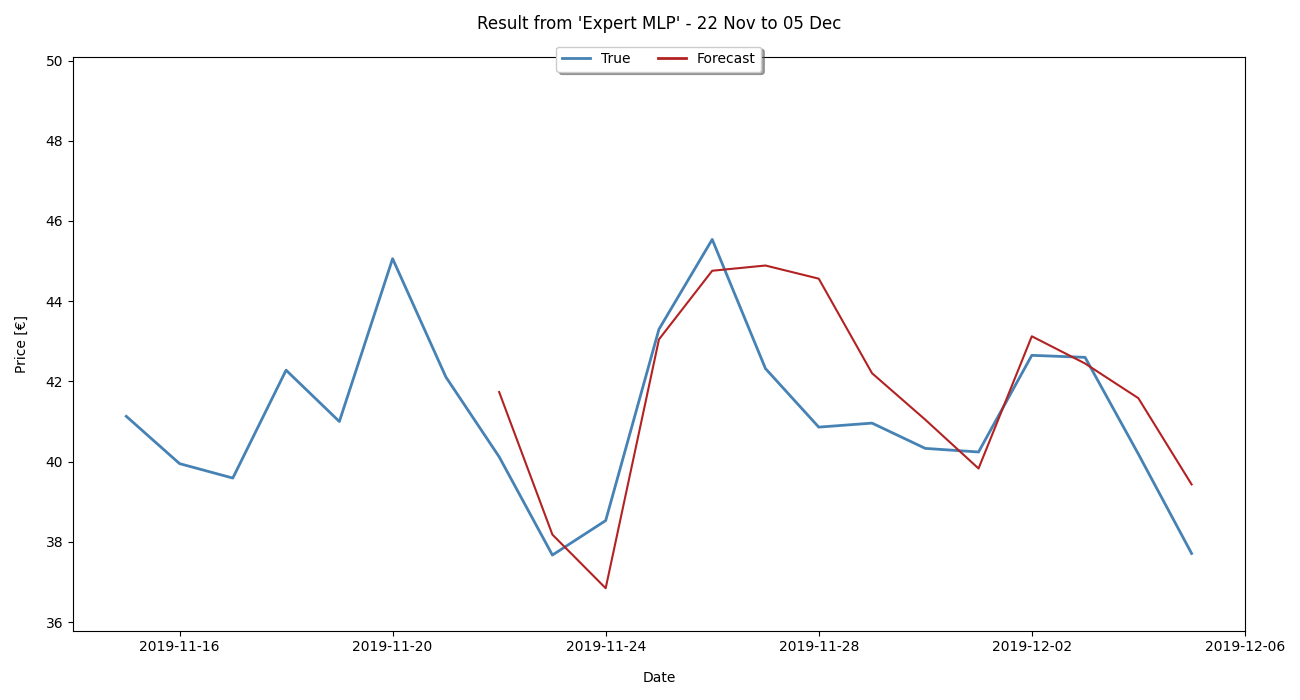 Result from 'Expert MLP' - 22 Nov to 05 Dec
True Forecast
50
48
46
44
42
40
38
36
Price [€]
2019-11-16 2019-11-20 2019-11-24 2019-11-28 2019-12-02 2019-12-06
Date